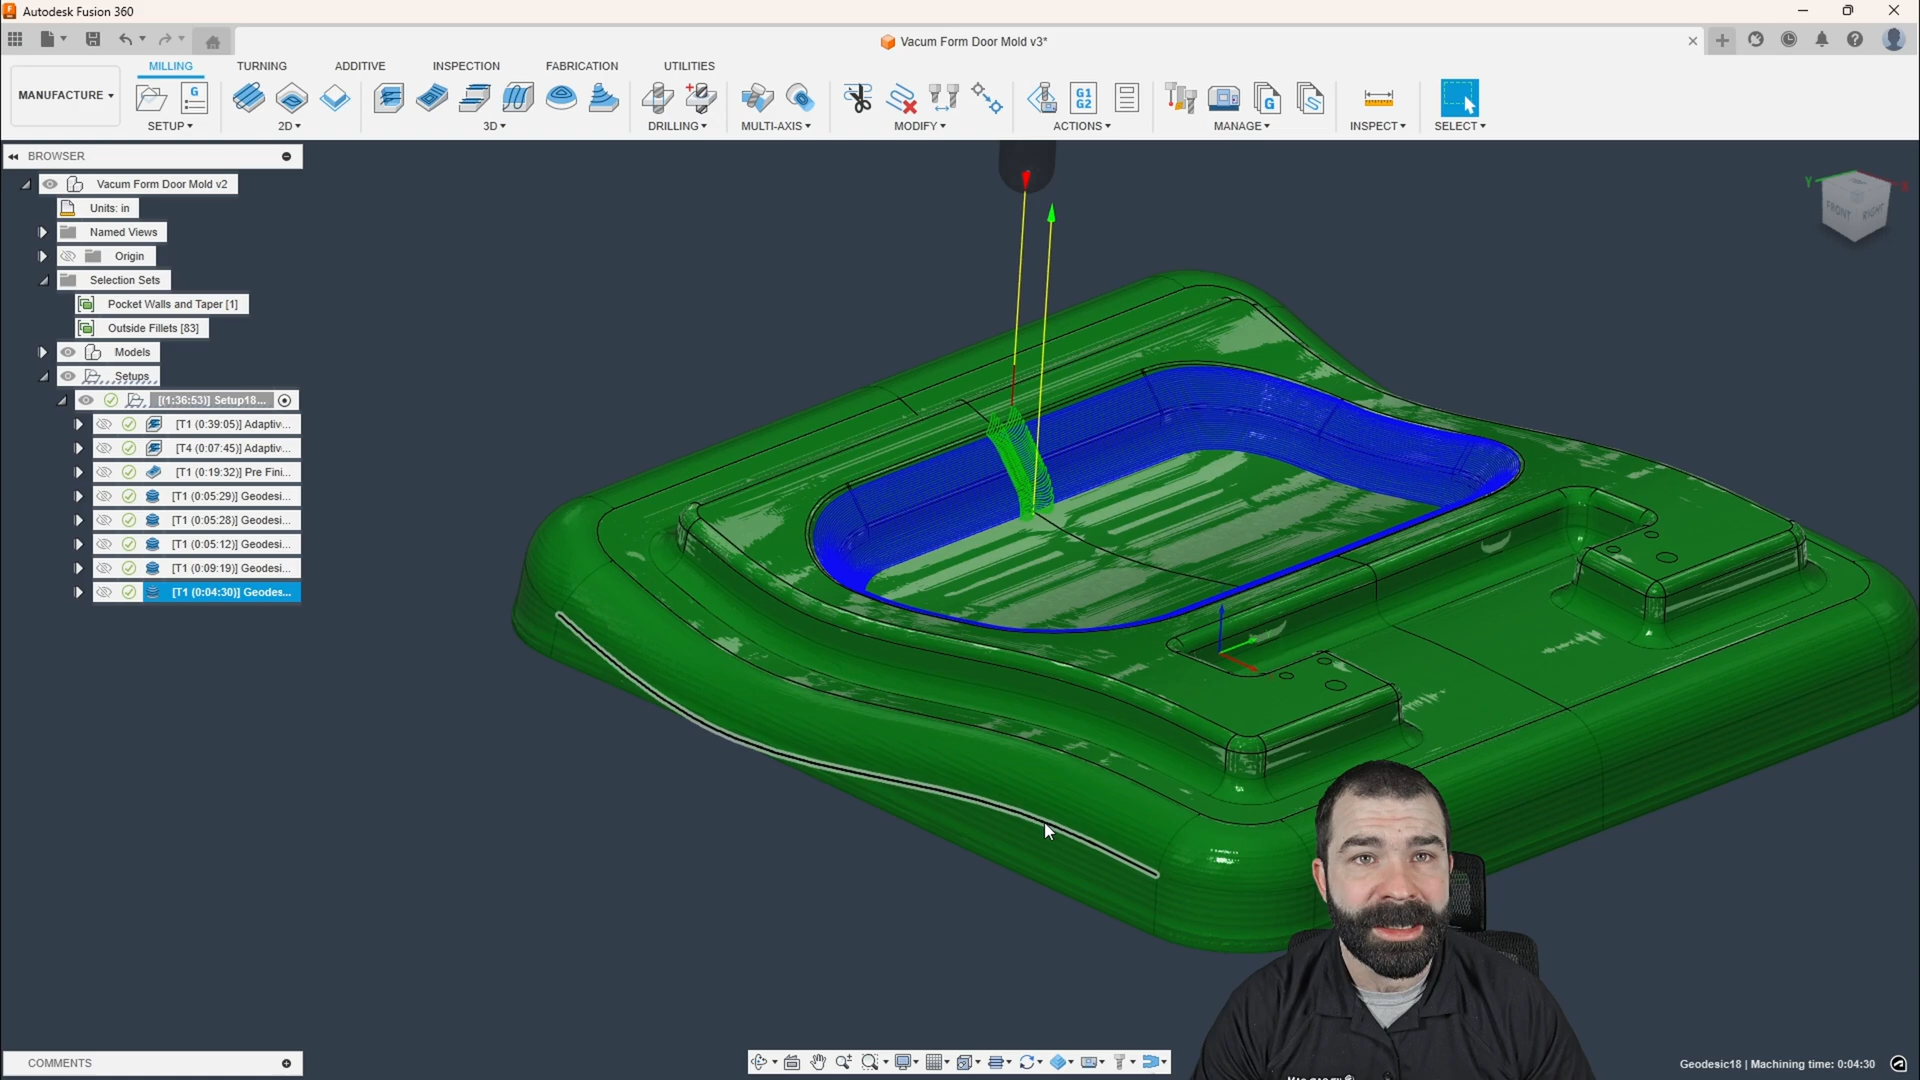 Autodesk Fusion 360
Vacum Form Door Mold v3*
MILLING TURNING ADDITIVE INSPECTION FABRICATION UTILITIES
MANUFACTURE
SETUP 2D 3D DRILLING MULTI-AXIS MODIFY ACTIONS MANAGE INSPECT SELECT
G
G1
G2
G
BROWSER
Vacum Form Door Mold v2
Units: in
Named Views
Origin
Selection Sets
Pocket Walls and Taper [1]
Outside Fillets [83]
Models
Setups
[(1:36:53)] Setup18...
[T1 (0:39:05)] Adaptiv...
[T4 (0:07:45)] Adaptiv...
[T1 (0:19:32)] Pre Fini...
[T1 (0:05:29)] Geodesi...
[T1 (0:05:28)] Geodesi...
[T1 (0:05:12)] Geodesi...
[T1 (0:09:19)] Geodesi...
[T1 (0:04:30)] Geodes...
Y
X
FRONT
RIGHT
COMMENTS
Geodesic18 | Machining time: 0:04:30